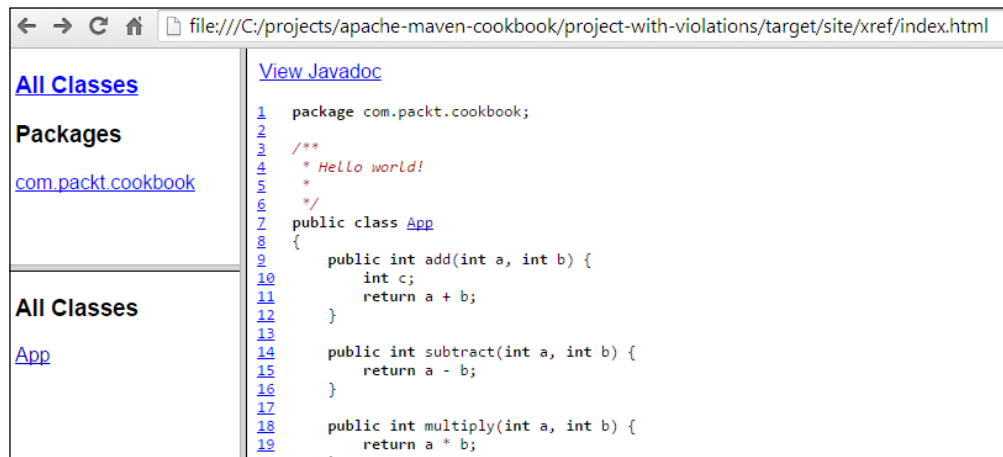 file:///C:/projects/apache-maven-cookbook/project-with-violations/target/site/xref/index.html
All Classes
Packages
com.packt.cookbook
All Classes
App
View Javadoc
1 package com.packt.cookbook;
2
3 /**
4 * Hello world!
5 *
6 */
7 public class App
8 {
9 public int add(int a, int b) {
10 int c;
11 return a + b;
12 }
13
14 public int subtract(int a, int b) {
15 return a - b;
16 }
17
18 public int multiply(int a, int b) {
19 return a * b;